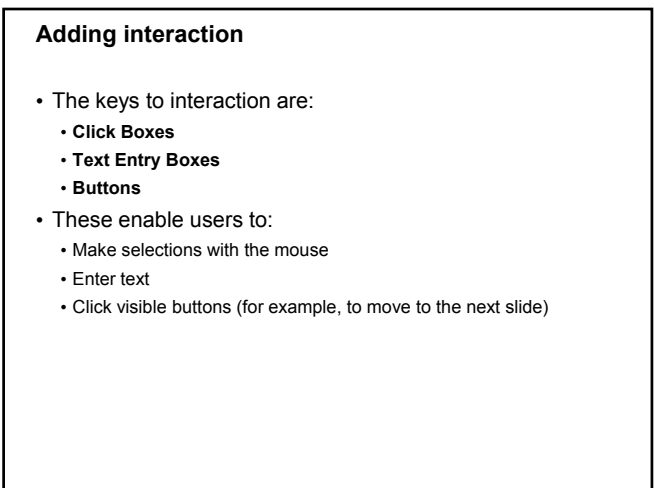 Adding interaction
• The keys to interaction are:
• Click Boxes
• Text Entry Boxes
• Buttons
• These enable users to:
• Make selections with the mouse
• Enter text
• Click visible buttons (for example, to move to the next slide)